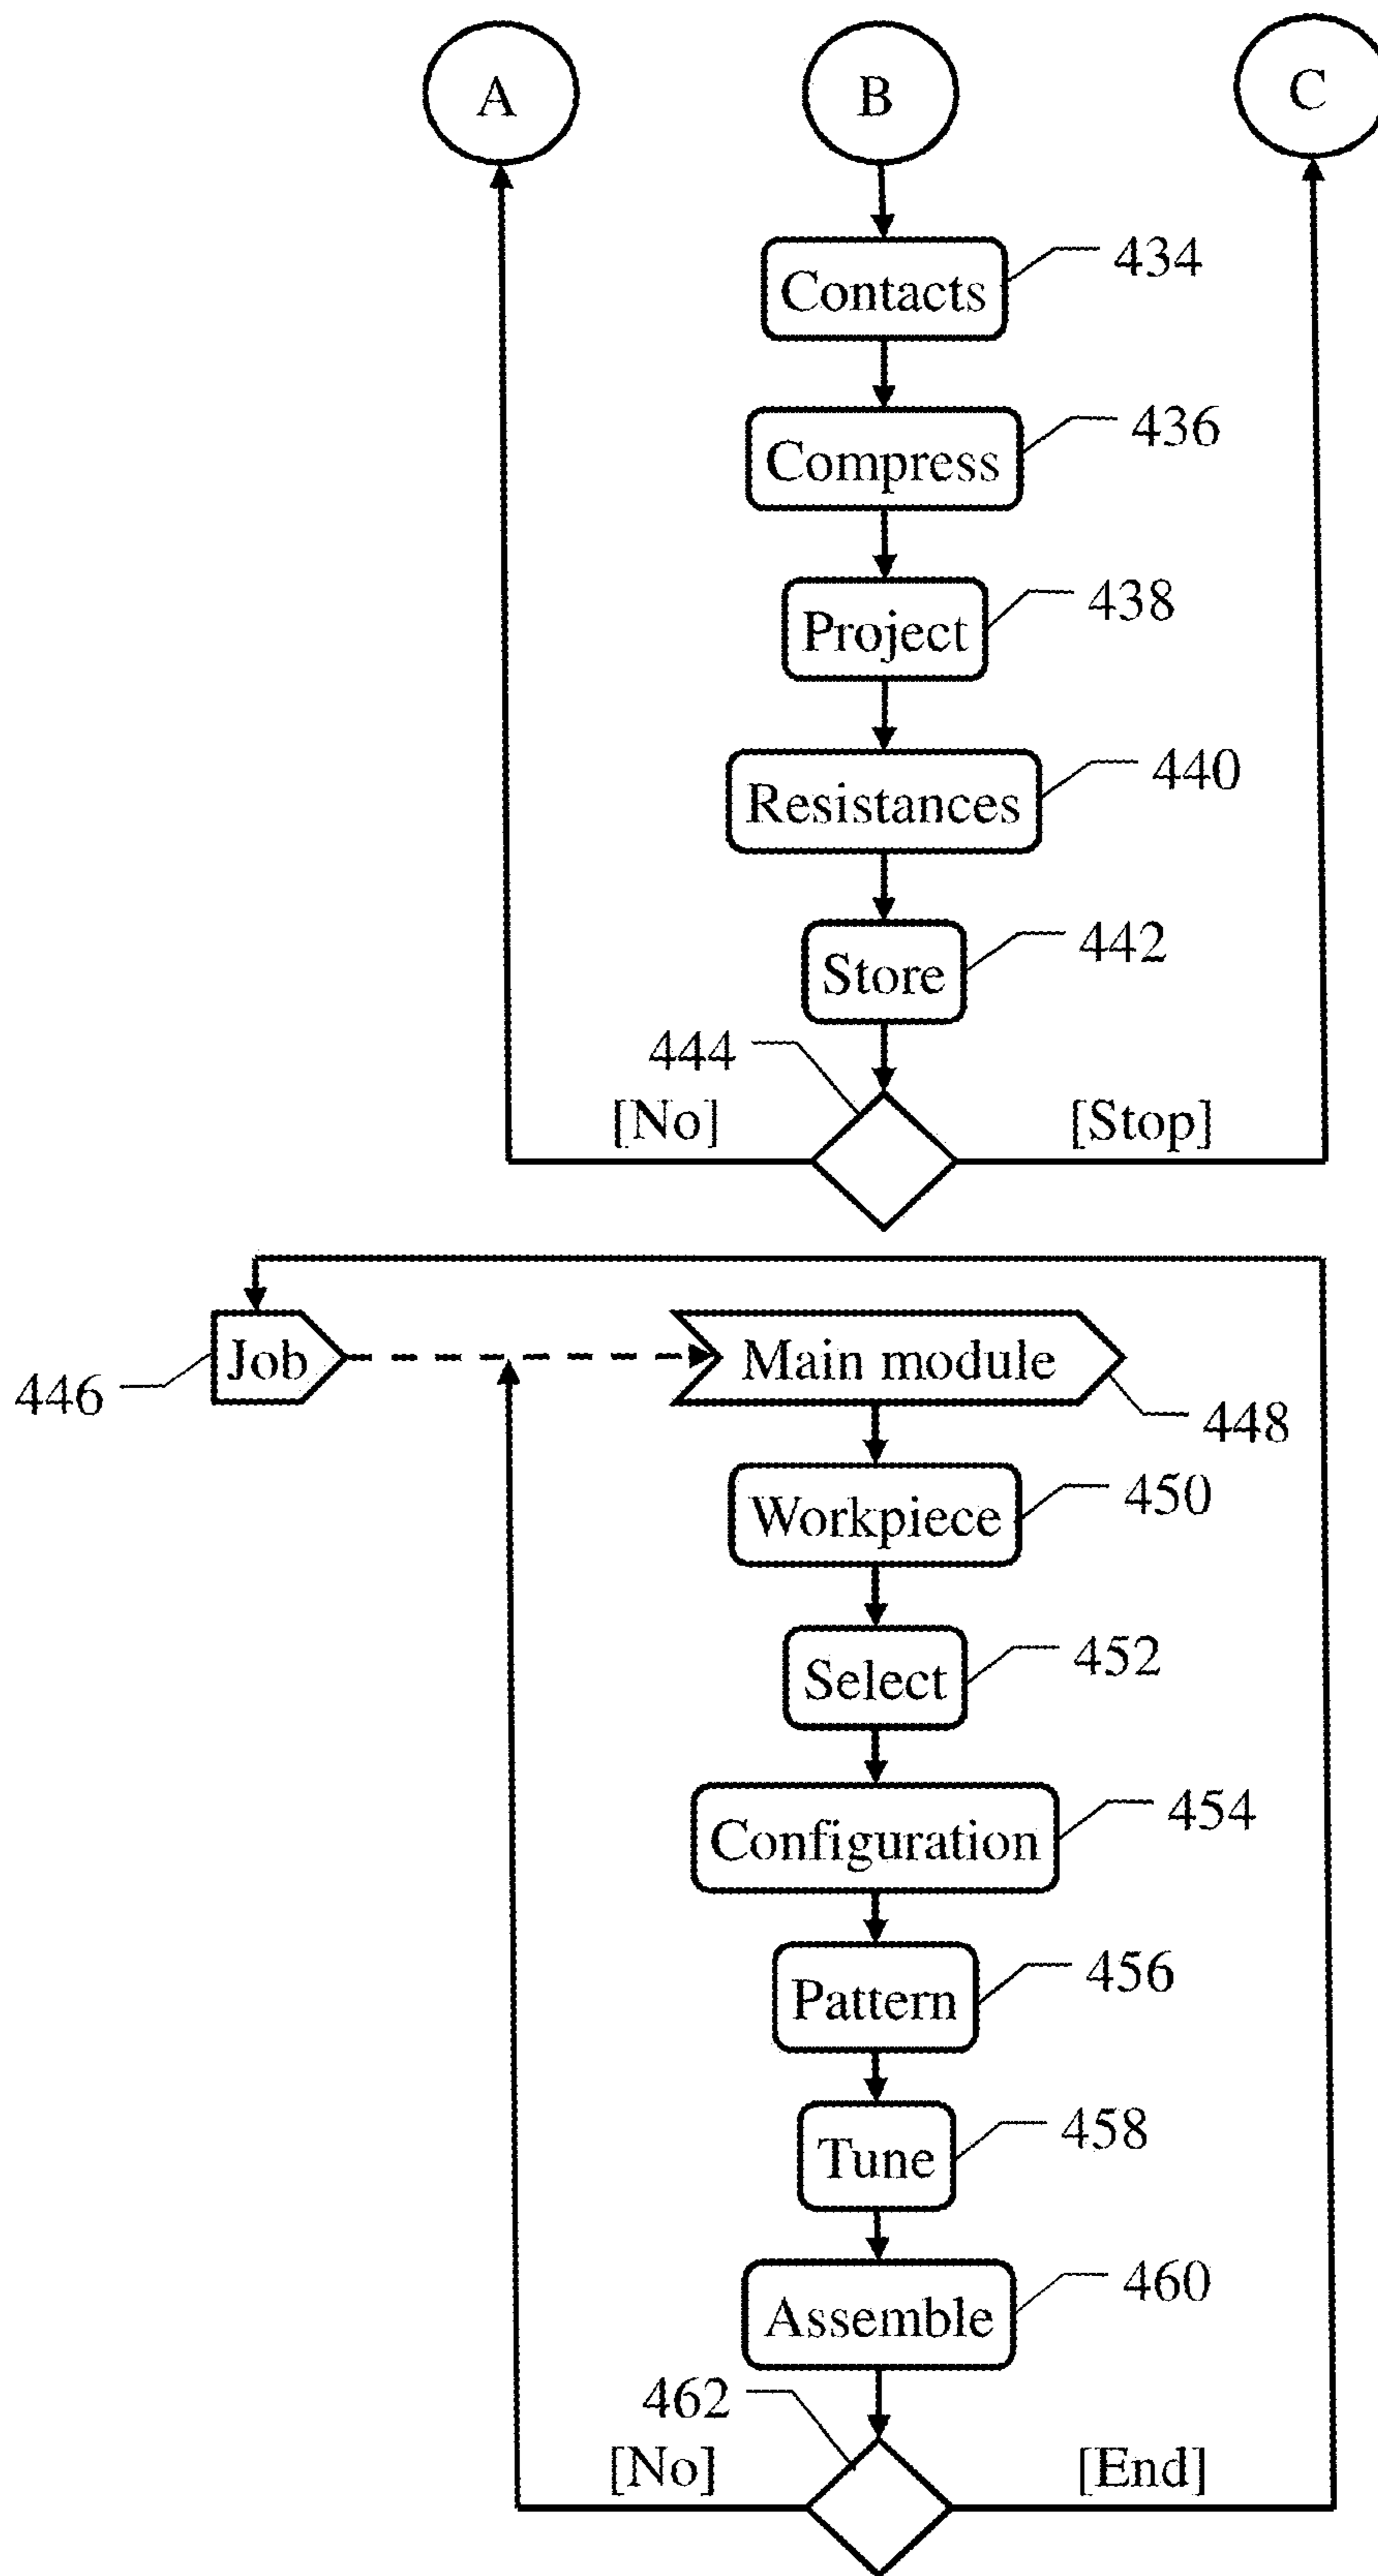 A
B
C
Contacts
434
Compress
436
Project
438
Resistances
440
Store
442
444
[No]
[Stop]
Job
446
Main module
448
Workpiece
450
Select
452
Configuration
454
Pattern
456
Tune
458
Assemble
460
462
[No]
[End]